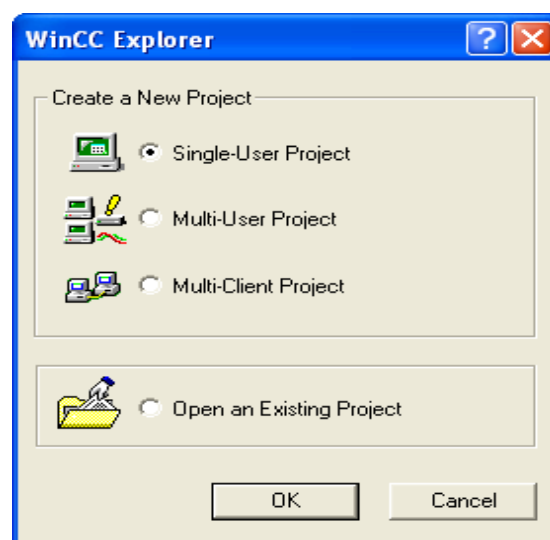 WinCC Explorer
Create a New Project
Single-User Project
Multi-User Project
Multi-Client Project
Open an Existing Project
OK Cancel